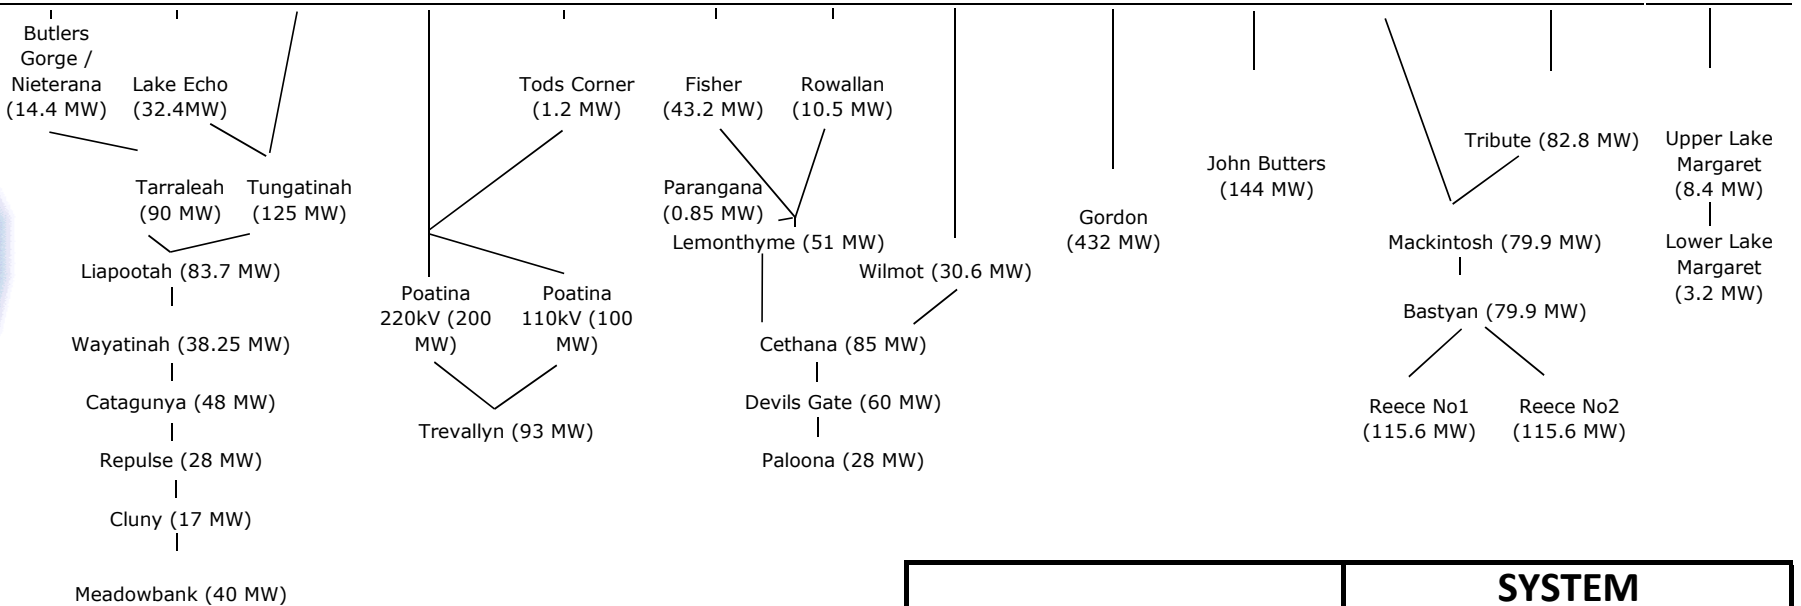 Butlers
Gorge /
Nieterana
(14.4 MW)
Lake Echo
(32.4MW)
Tarraleah
(90 MW)
Tungatinah
(125 MW)
Liapootah (83.7 MW)
Wayatinah (38.25 MW)
Catagunya (48 MW)
Repulse (28 MW)
Cluny (17 MW)
Meadowbank (40 MW)
Tods Corner
(1.2 MW)
Poatina
220kV (200
MW)
Poatina
110kV (100
MW)
Trevallyn (93 MW)
Fisher
(43.2 MW)
Rowallan
(10.5 MW)
Parangana
(0.85 MW)
Lemonthyme (51 MW)
Wilmot (30.6 MW)
Cethana (85 MW)
Devils Gate (60 MW)
Paloona (28 MW)
Gordon
(432 MW)
John Butters
(144 MW)
Tribute (82.8 MW)
Mackintosh (79.9 MW)
Bastyan (79.9 MW)
Reece No1
(115.6 MW)
Reece No2
(115.6 MW)
Upper Lake
Margaret
(8.4 MW)
Lower Lake
Margaret
(3.2 MW)
SYSTEM